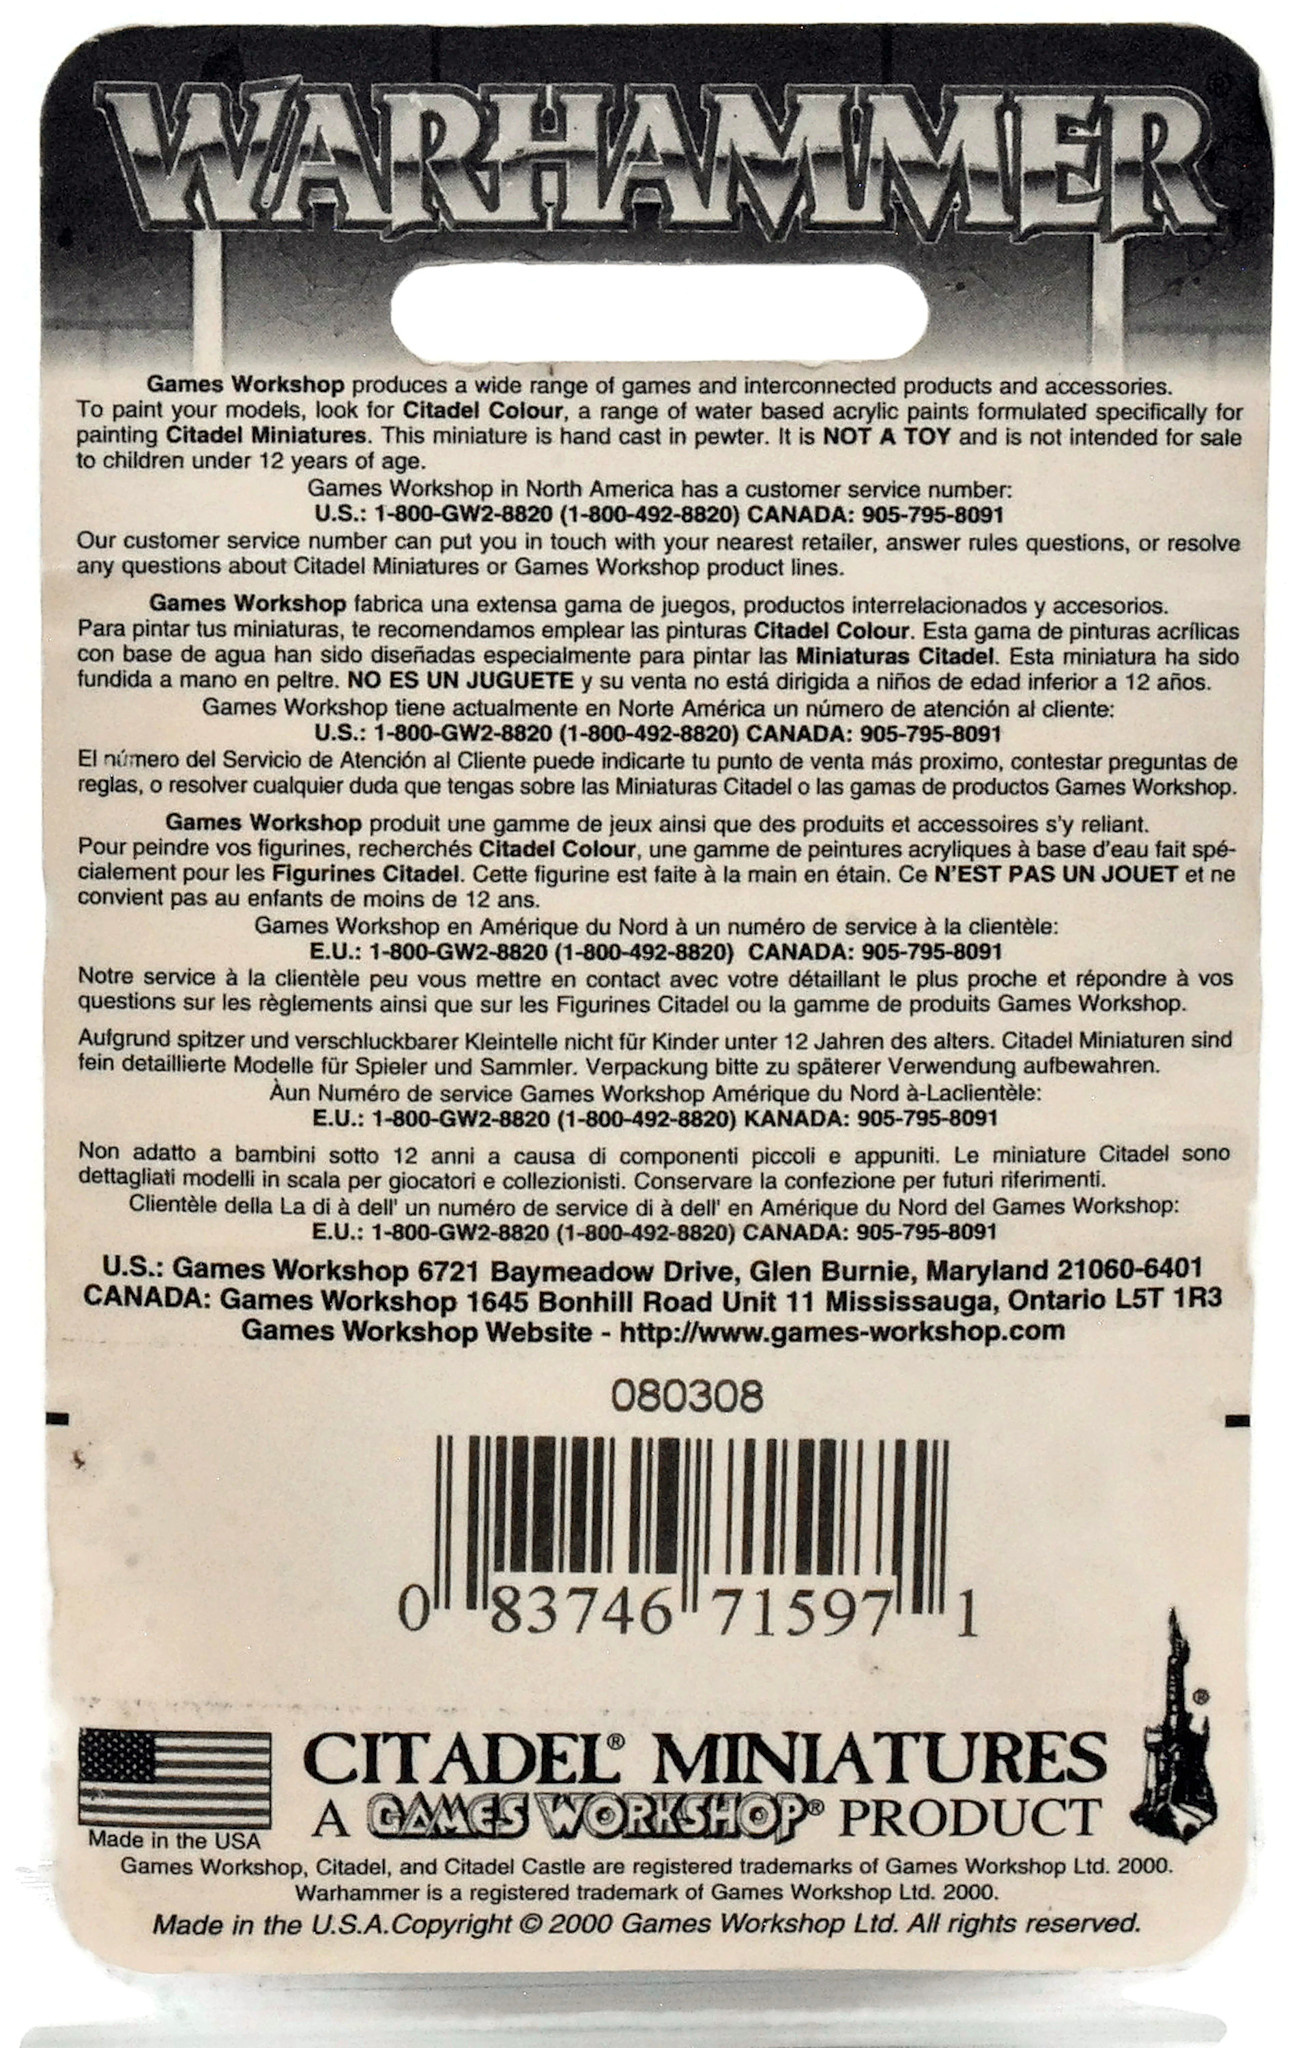 WARHAMMER®
Games Workshop produces a wide range of games and interconnected products and accessories.
To paint your models, look for Citadel Colour, a range of water based acrylic paints formulated specifically for
painting Citadel Miniatures. This miniature is hand cast in pewter. It is NOT A TOY and is not intended for sale
to children under 12 years of age.
Games Workshop in North America has a customer service number:
U.S.: 1-800-GW2-8820 (1-800-492-8820) CANADA: 905-795-8091
Our customer service number can put you in touch with your nearest retailer, answer rules questions, or resolve
any questions about Citadel Miniatures or Games Workshop product lines.
Games Workshop fabrica una extensa gama de juegos, productos interrelacionados y accesorios.
Para pintar tus miniaturas, te recomendamos emplear las pinturas Citadel Colour. Esta gama de pinturas acrílicas
con base de agua han sido diseñadas especialmente para pintar las Miniaturas Citadel. Esta miniatura ha sido
fundida a mano en peltre. NO ES UN JUGUETE y su venta no está dirigida a niños de edad inferior a 12 años.
Games Workshop tiene actualmente en Norte América un número de atención al cliente:
U.S.: 1-800-GW2-8820 (1-800-492-8820) CANADA: 905-795-8091
El número del Servicio de Atención al Cliente puede indicarte tu punto de venta más proximo, contestar preguntas de
reglas, o resolver cualquier duda que tengas sobre las Miniaturas Citadel o las gamas de productos Games Workshop.
Games Workshop produit une gamme de jeux ainsi que des produits et accessoires s'y reliant.
Pour peindre vos figurines, recherchés Citadel Colour, une gamme de peintures acryliques à base d'eau fait spé-
cialement pour les Figurines Citadel. Cette figurine est faite à la main en étain. Ce N'EST PAS UN JOUET et ne
convient pas au enfants de moins de 12 ans.
Games Workshop en Amérique du Nord à un numéro de service à la clientèle:
E.U.: 1-800-GW2-8820 (1-800-492-8820) CANADA: 905-795-8091
Notre service à la clientèle peu vous mettre en contact avec votre détaillant le plus proche et répondre à vos
questions sur les règlements ainsi que sur les Figurines Citadel ou la gamme de produits Games Workshop.
Aufgrund spitzer und verschluckbarer Kleintelle nicht für Kinder unter 12 Jahren des alters. Citadel Miniaturen sind
fein detaillierte Modelle für Spieler und Sammler. Verpackung bitte zu späterer Verwendung aufbewahren.
Àun Numéro de service Games Workshop Amérique du Nord à-Laclientèle:
E.U.: 1-800-GW2-8820 (1-800-492-8820) KANADA: 905-795-8091
Non adatto a bambini sotto 12 anni a causa di componenti piccoli e appuniti. Le miniature Citadel sono
dettagliati modelli in scala per giocatori e collezionisti. Conservare la confezione per futuri riferimenti.
Clientèle della La di à dell' un numéro de service di à dell' en Amérique du Nord del Games Workshop:
E.U.: 1-800-GW2-8820 (1-800-492-8820) CANADA: 905-795-8091
U.S.: Games Workshop 6721 Baymeadow Drive, Glen Burnie, Maryland 21060-6401
CANADA: Games Workshop 1645 Bonhill Road Unit 11 Mississauga, Ontario L5T 1R3
Games Workshop Website - http://www.games-workshop.com
080308
0 83746 71597 1
CITADEL® MINIATURES
A GAMES WORKSHOP® PRODUCT
®
Made in the USA
Games Workshop, Citadel, and Citadel Castle are registered trademarks of Games Workshop Ltd. 2000.
Warhammer is a registered trademark of Games Workshop Ltd. 2000.
Made in the U.S.A.Copyright © 2000 Games Workshop Ltd. All rights reserved.